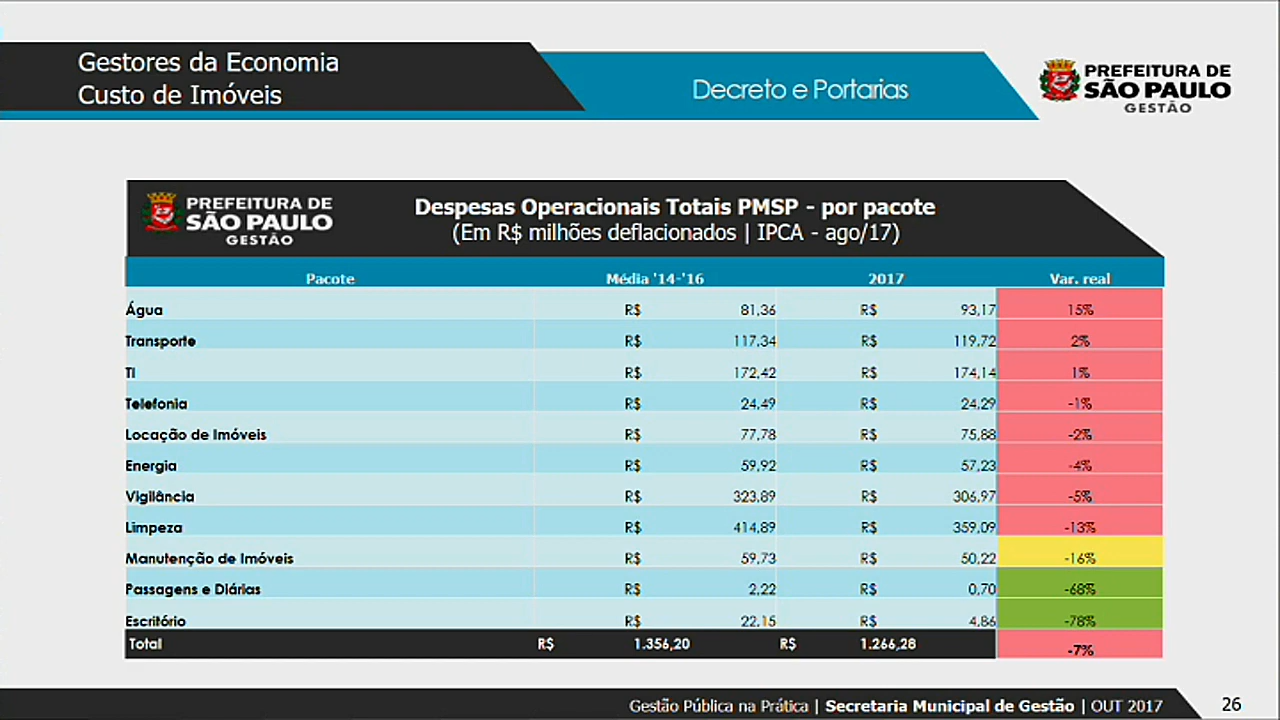 Gestores da Economia
Custo de Imóveis
Decreto e Portarias
PREFEITURA DE
SÃO PAULO
GESTÃO
PREFEITURA DE
SÃO PAULO
GESTÃO
Despesas Operacionais Totais PMSP - por pacote
(Em R$ milhões deflacionados | IPCA - ago/17)
Pacote Média '14-'16 2017 Var. real
Água R$ 81,36 R$ 93,17 15%
Transporte R$ 117,34 R$ 119,72 2%
TI R$ 172,42 R$ 174,14 1%
Telefonia R$ 24,49 R$ 24,29 -1%
Locação de Imóveis R$ 77,78 R$ 75,88 -2%
Energia R$ 59,92 R$ 57,23 -4%
Vigilância R$ 323,89 R$ 306,97 -5%
Limpeza R$ 414,89 R$ 359,09 -13%
Manutenção de Imóveis R$ 59,73 R$ 50,22 -16%
Passagens e Diárias R$ 2,22 R$ 0,70 -68%
Escritório R$ 22,15 R$ 4,86 -78%
Total R$ 1.356,20 R$ 1.266,28 -7%
Gestão Pública na Prática | Secretaria Municipal de Gestão | OUT 2017 26